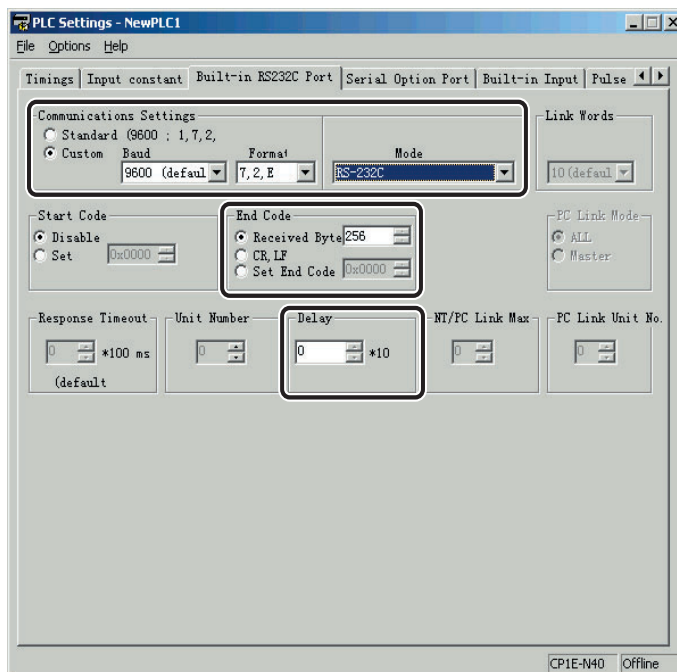 PLC Settings - NewPLC1
File Options Help
Timings Input constant Built-in RS232C Port Serial Option Port Built-in Input Pulse
Communications Settings
Standard (9600 ; 1,7,2,
Custom Baud Format Mode
9600 (defaul 7,2,E RS-232C
Link Words
10 (defaul
Start Code
Disable
Set 0x0000
End Code
Received Byte 256
CR,LF
Set End Code 0x0000
PC Link Mode
ALL
Master
Response Timeout
0 *100 ms
(default
Unit Number
0
Delay
0 *10
NT/PC Link Max
0
PC Link Unit No.
0
CP1E-N40 Offline